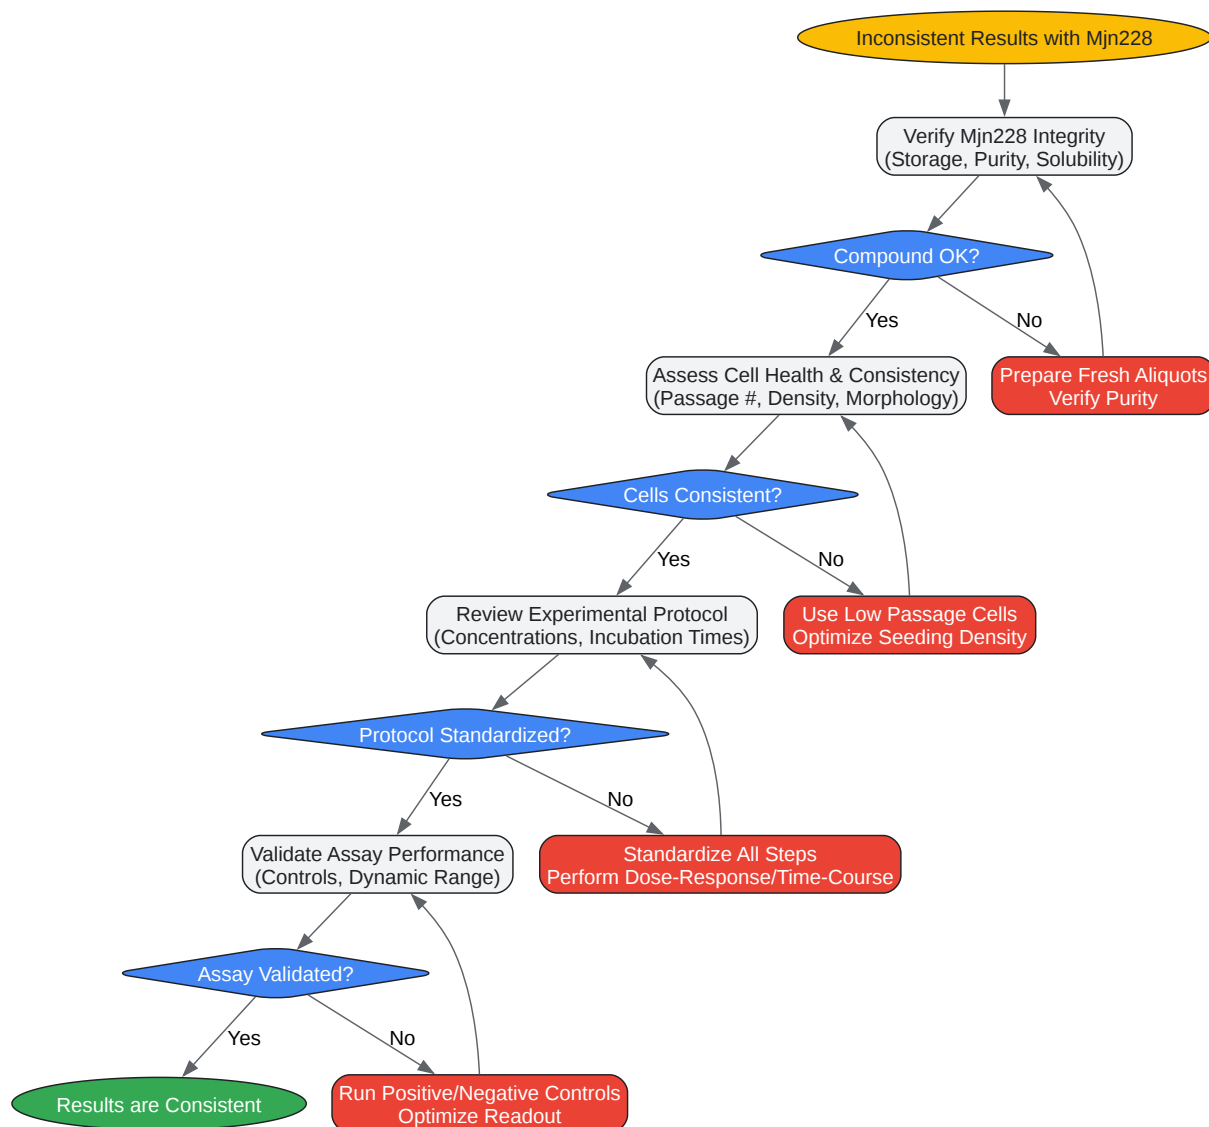 Inconsistent Results with Mjn228
Verify Mjn228 Integrity
(Storage, Purity, Solubility)
Compound OK?
Yes
No
Assess Cell Health & Consistency
(Passage #, Density, Morphology)
Prepare Fresh Aliquots
Verify Purity
Cells Consistent?
Yes
No
Review Experimental Protocol
(Concentrations, Incubation Times)
Use Low Passage Cells
Optimize Seeding Density
Protocol Standardized?
Yes
No
Validate Assay Performance
(Controls, Dynamic Range)
Standardize All Steps
Perform Dose-Response/Time-Course
Assay Validated?
Yes
No
Results are Consistent
Run Positive/Negative Controls
Optimize Readout